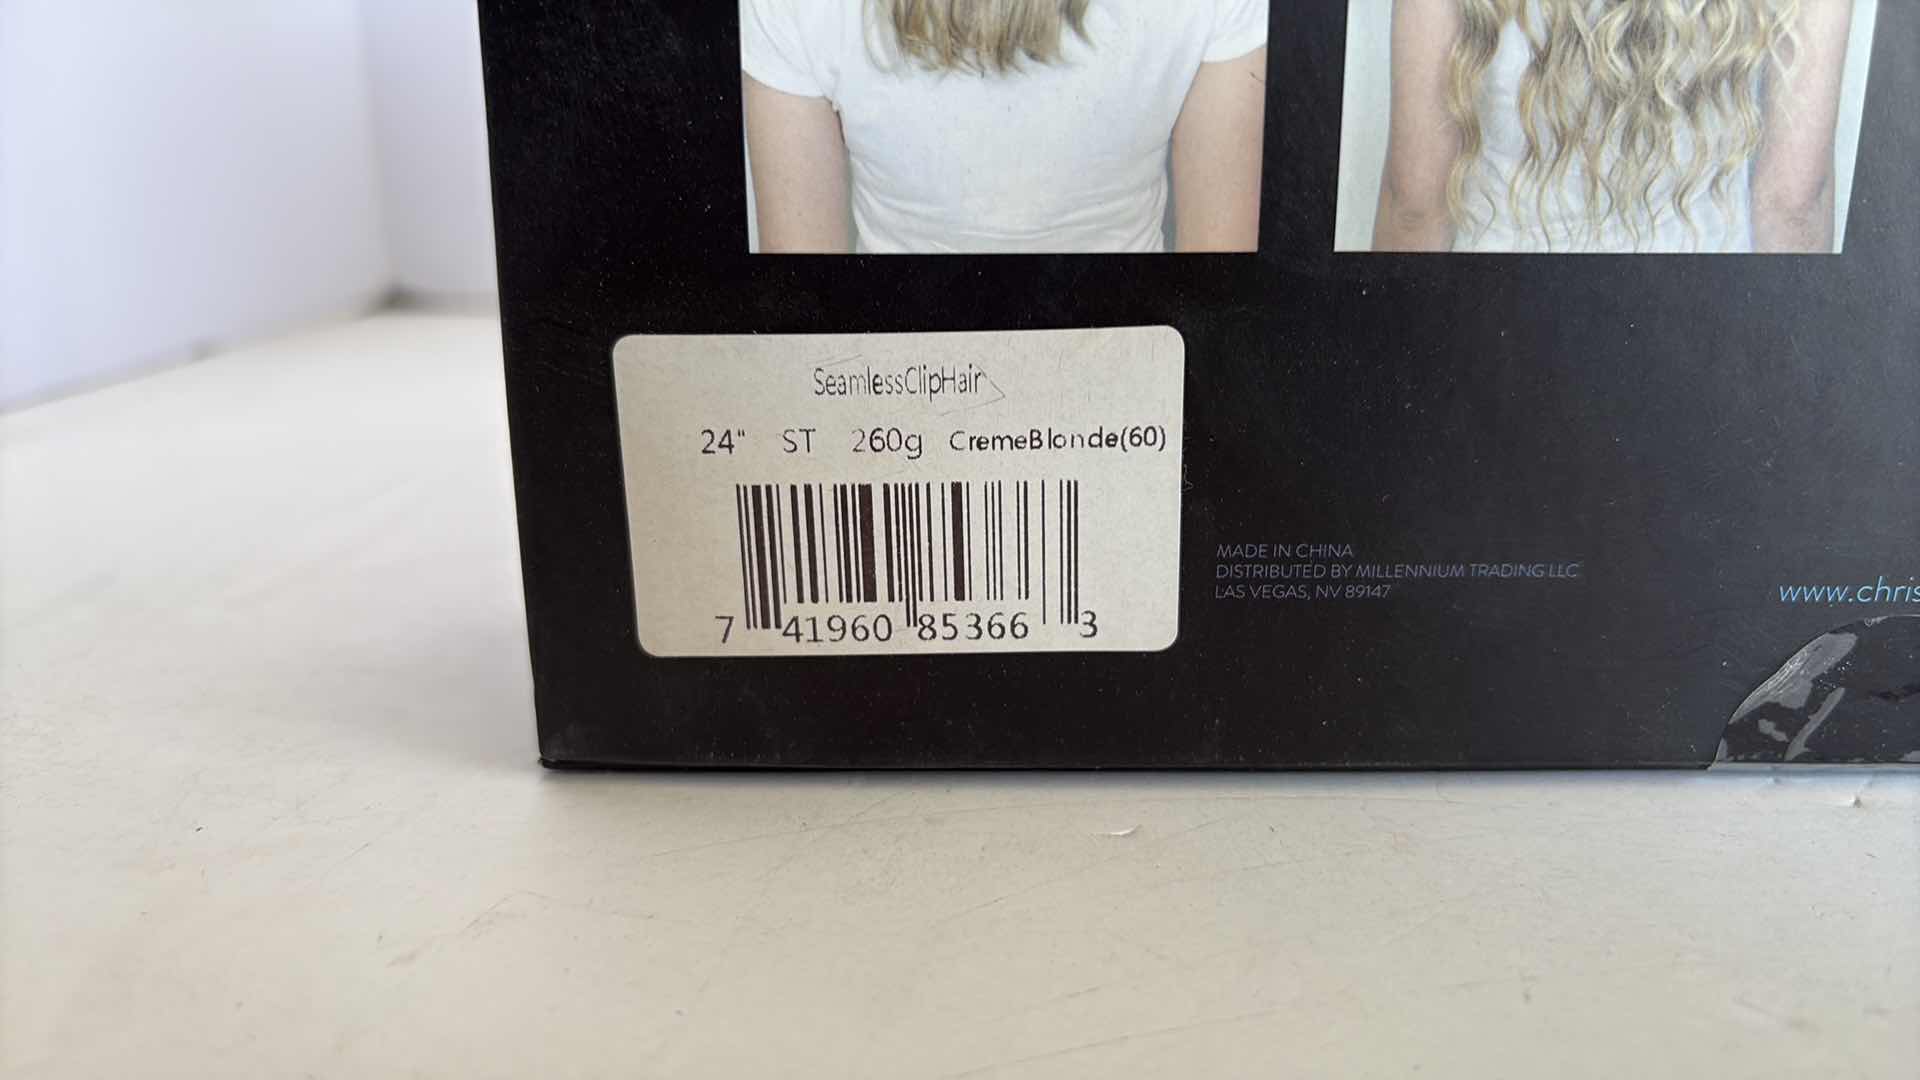 SeamlessClipHair
24" ST 260g CremeBlonde(60)
7 41960 85366 3
MADE IN CHINA
DISTRIBUTED BY MILLENNIUM TRADING LLC
LAS VEGAS, NV 89147
www.chris